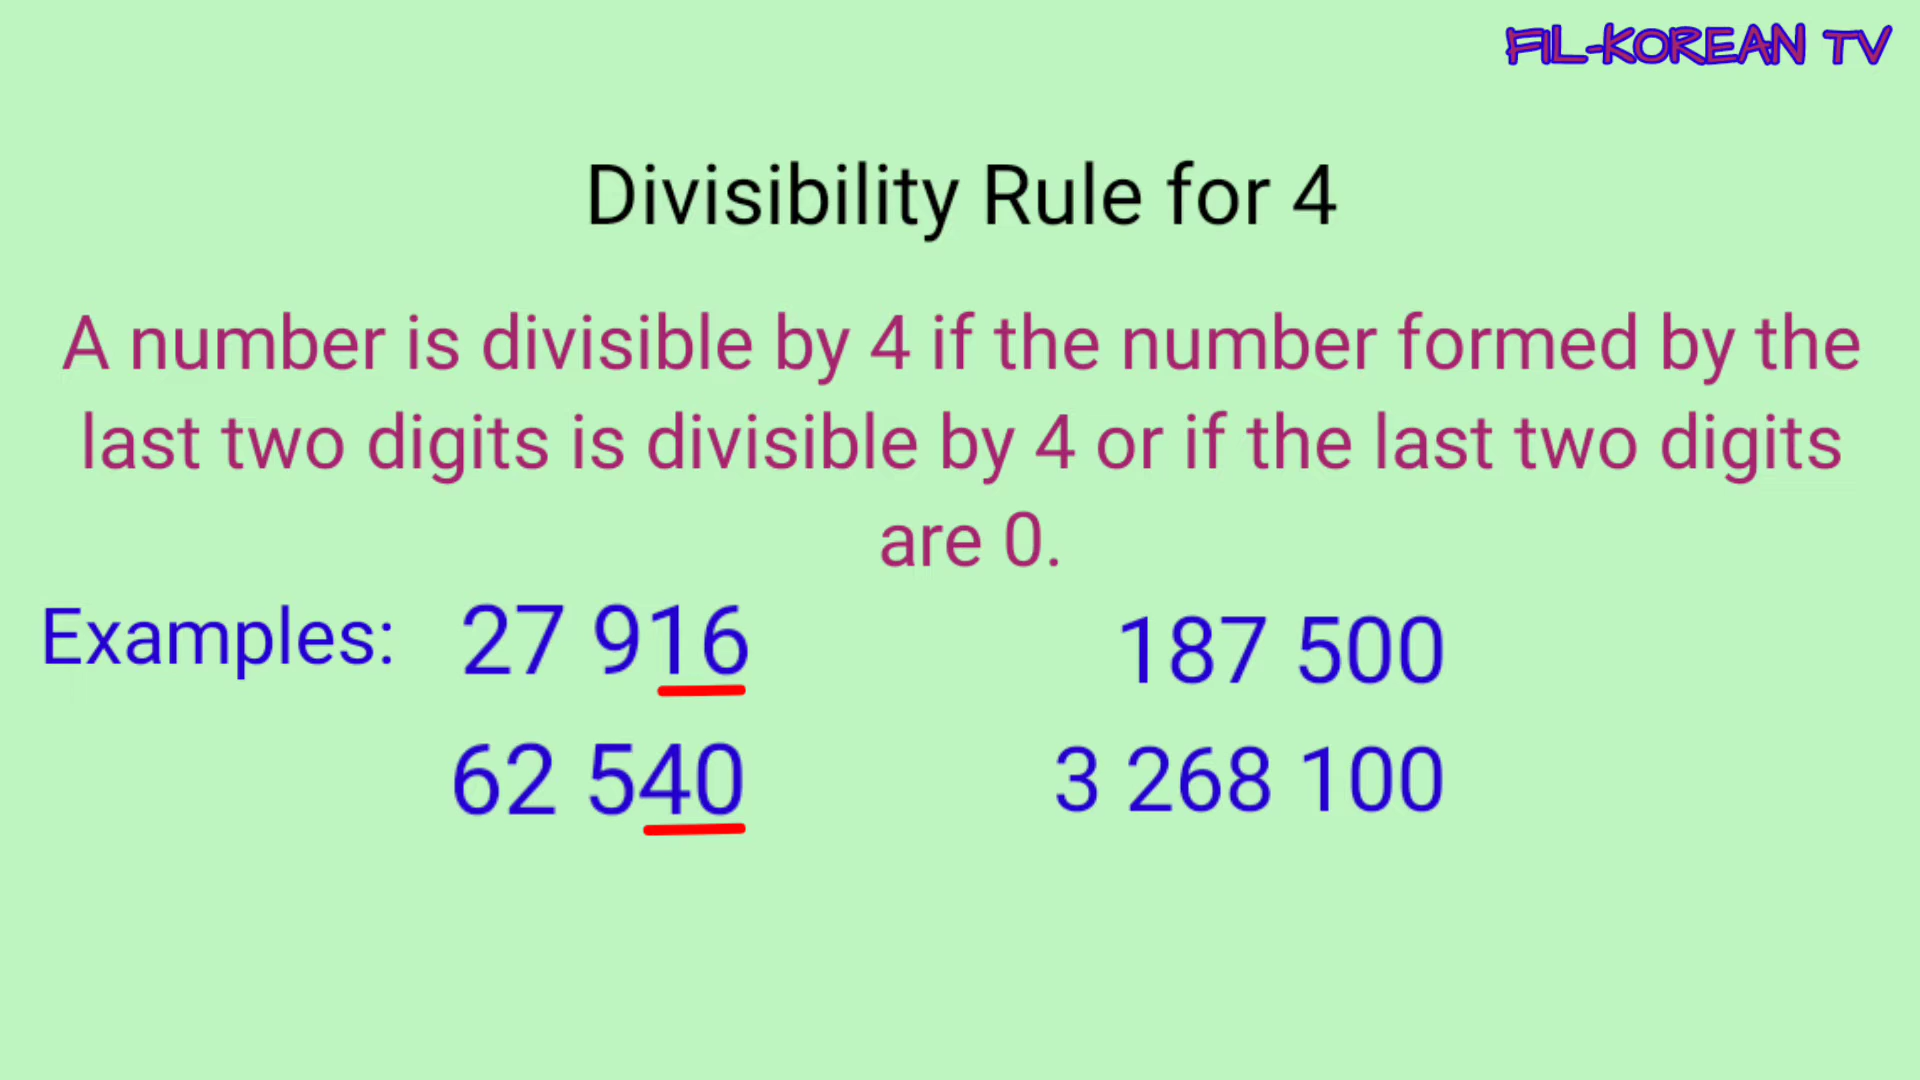 FIL-KOREAN TV
Divisibility Rule for 4
A number is divisible by 4 if the number formed by the
last two digits is divisible by 4 or if the last two digits
are 0.
Examples: 27 916 187 500
62 540 3 268 100